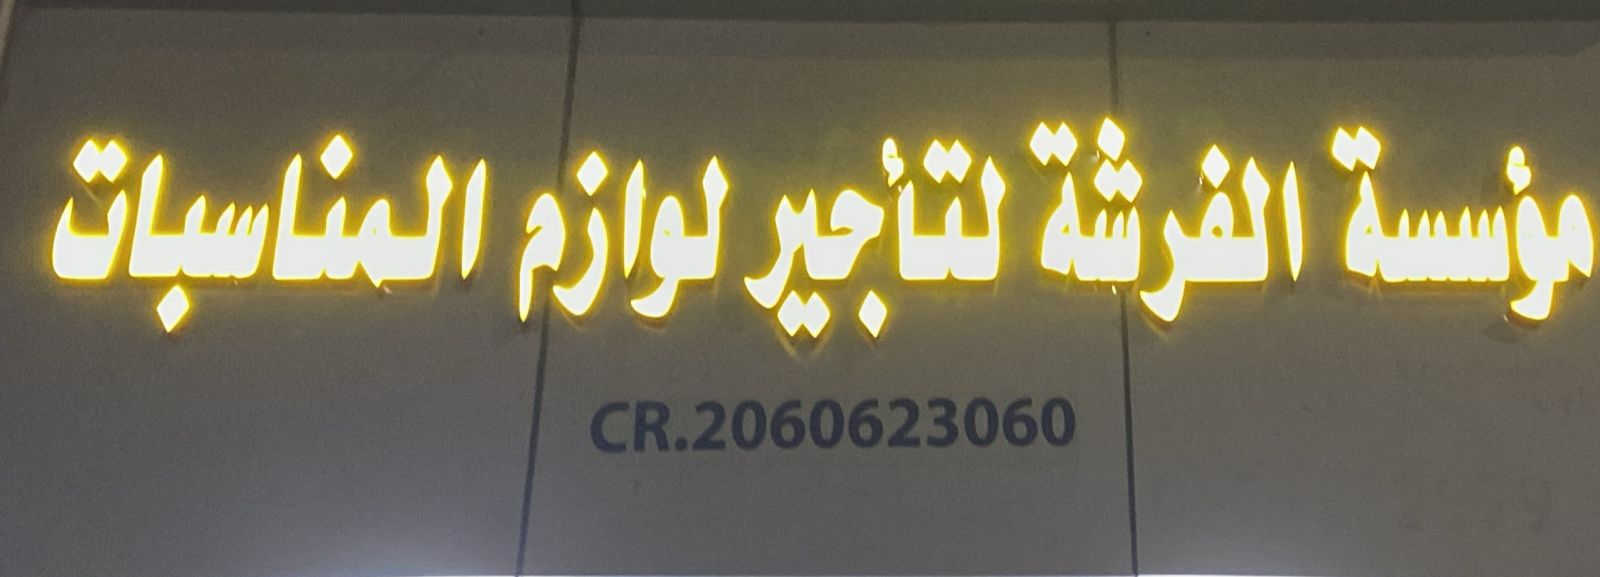 مؤسسة الفرشة لتأجير لوازم المناسبات
CR.2060623060